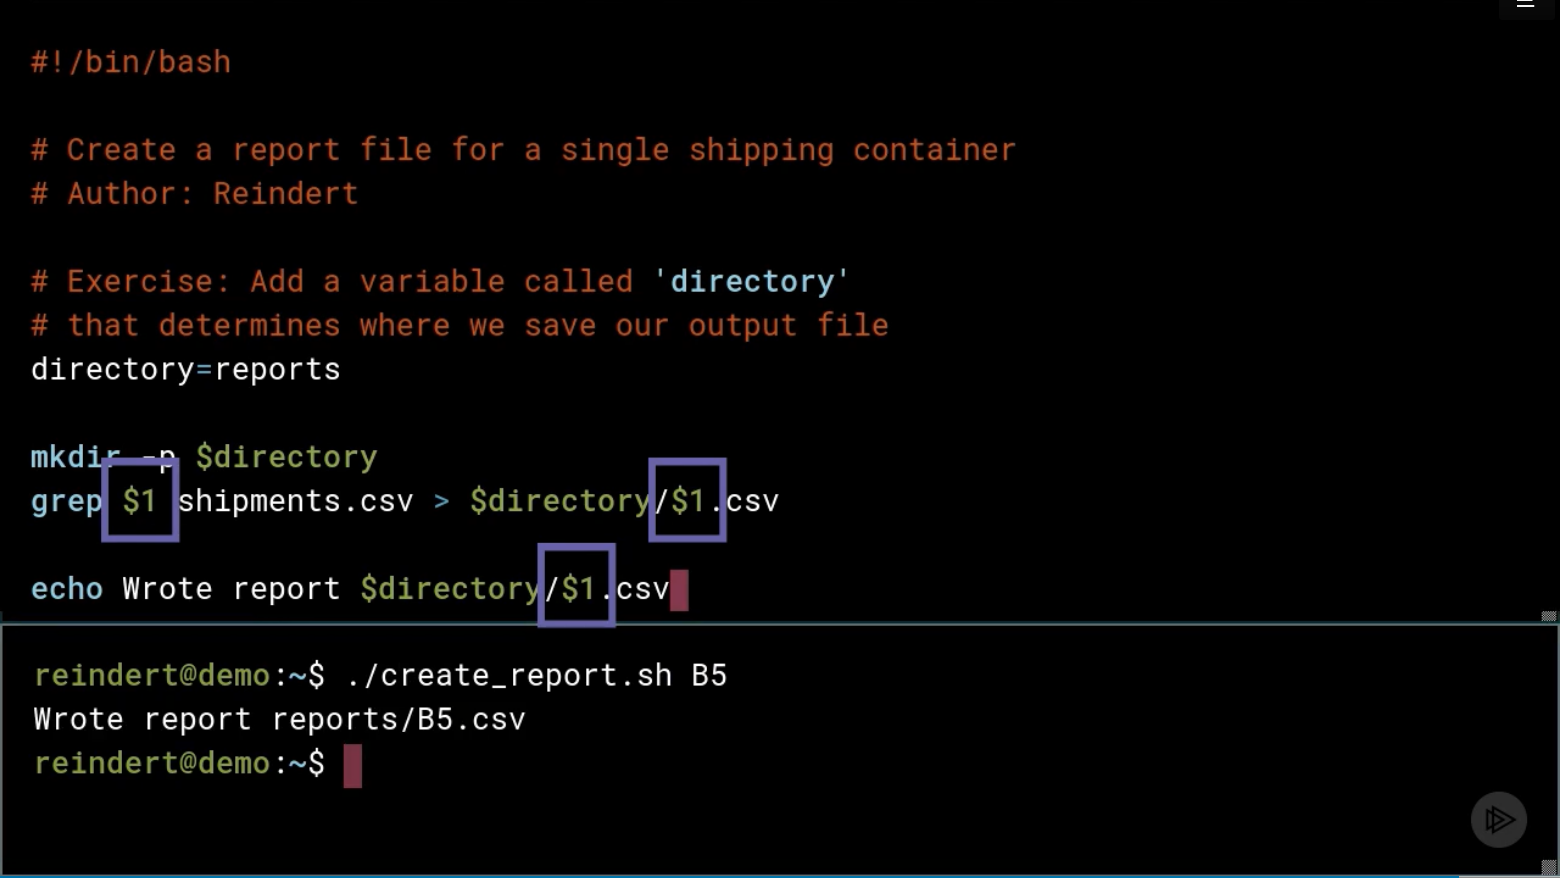 #!/bin/bash
# Create a report file for a single shipping container
# Author: Reindert
# Exercise: Add a variable called 'directory'
# that determines where we save our output file
directory=reports
mkdir -p $directory
grep $1 shipments.csv > $directory/$1.csv
echo Wrote report $directory/$1.csv
reindert@demo:~$ ./create_report.sh B5
Wrote report reports/B5.csv
reindert@demo:~$